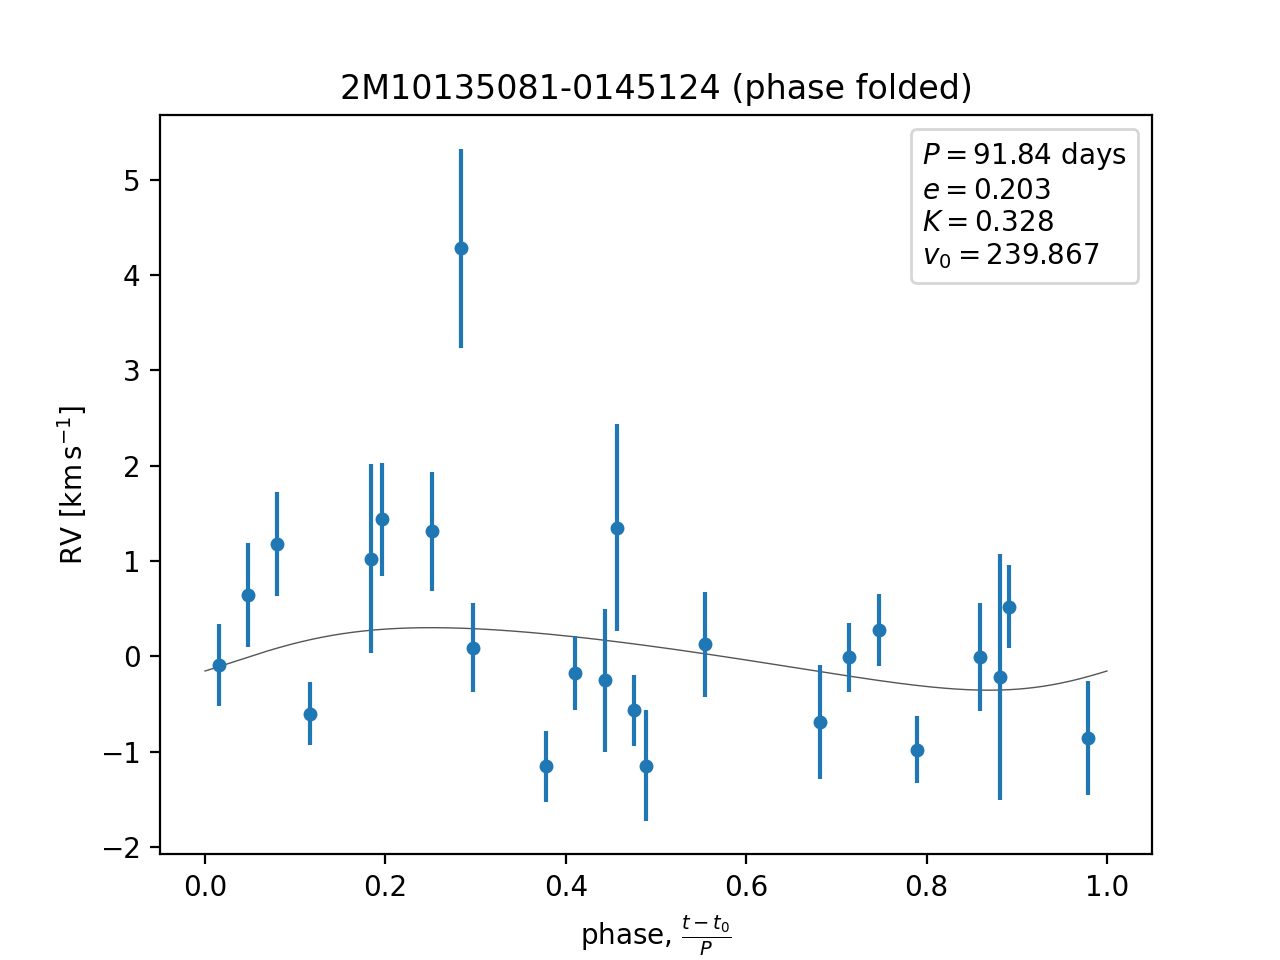 2M10135081-0145124 (phase folded)
P = 91.84 days
e = 0.203
K = 0.328
v₀ = 239.867
5
4
3
2
1
0
−1
−2
RV [km s⁻¹]
0.0 0.2 0.4 0.6 0.8 1.0
phase, (t − t₀)/P